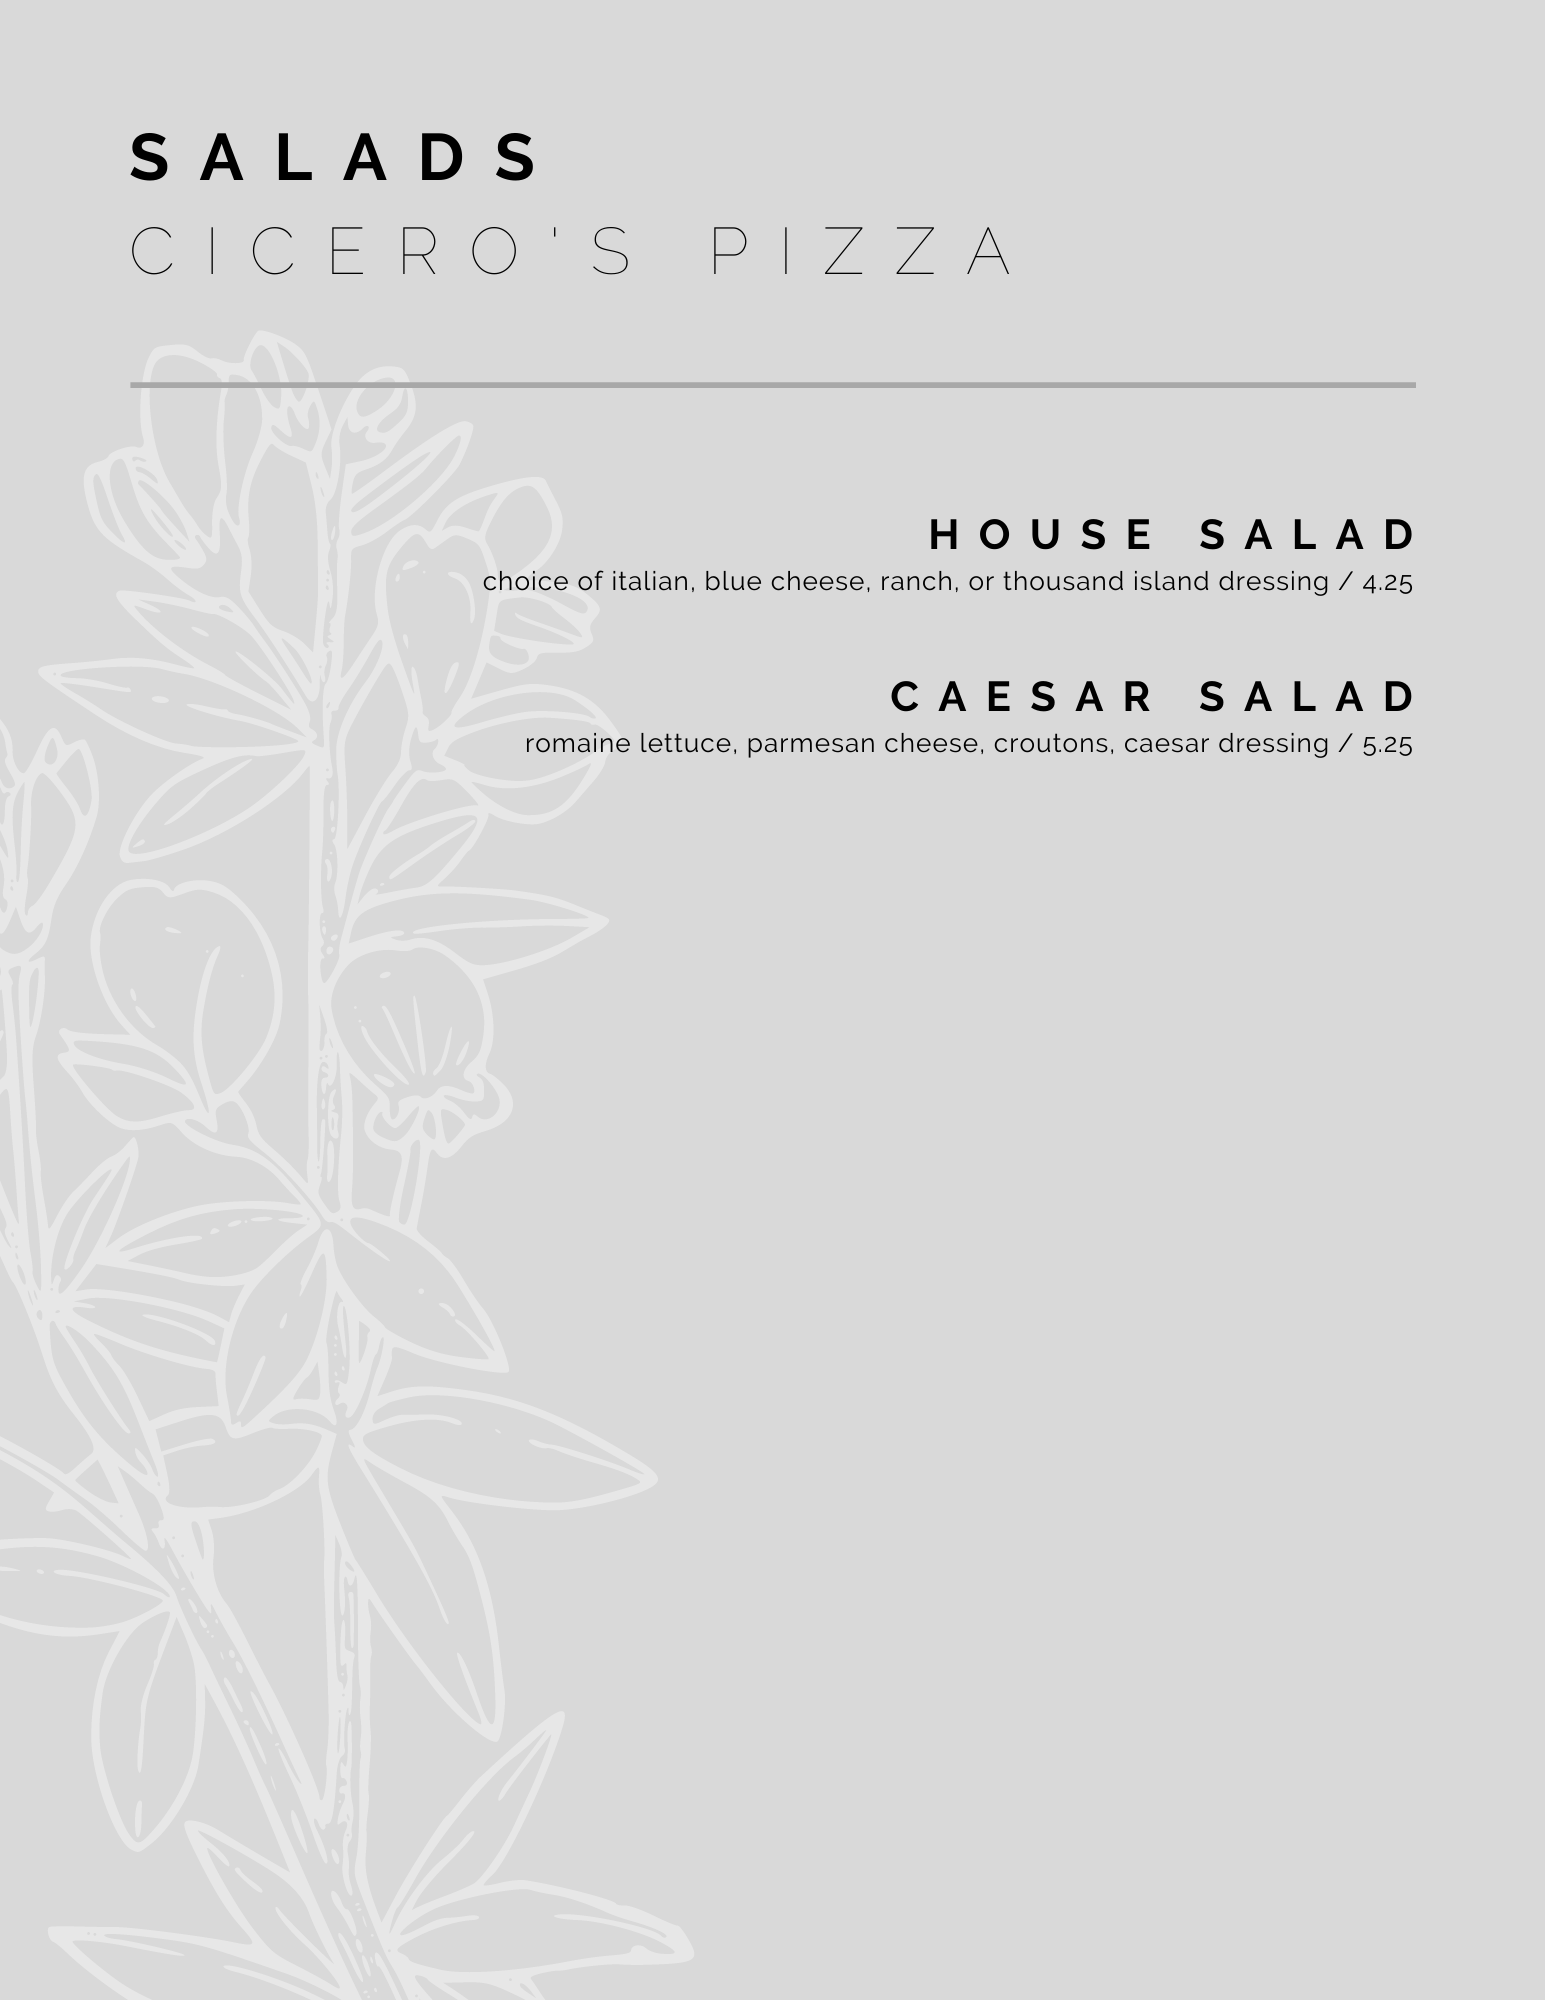 SALADS
CICERO'S PIZZA
HOUSE SALAD
choice of italian, blue cheese, ranch, or thousand island dressing / 4.25
CAESAR SALAD
romaine lettuce, parmesan cheese, croutons, caesar dressing / 5.25